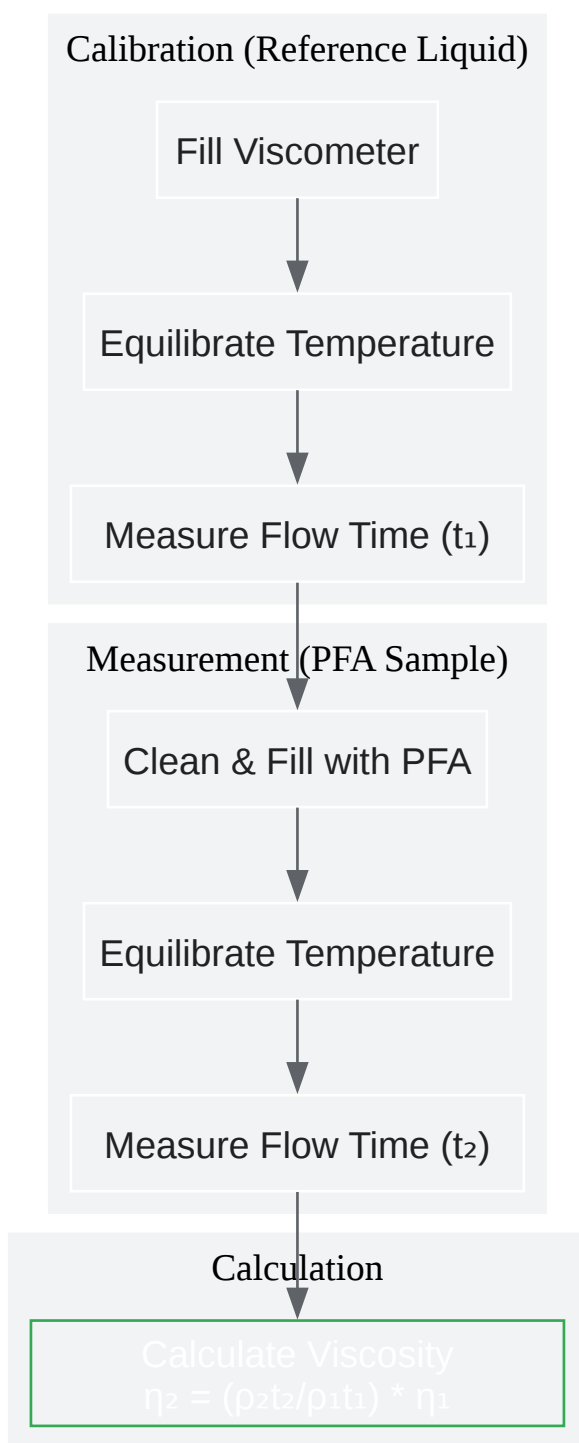 Calibration (Reference Liquid)
Fill Viscometer
Equilibrate Temperature
Measure Flow Time (t₁)
Measurement (PFA Sample)
Clean & Fill with PFA
Equilibrate Temperature
Measure Flow Time (t₂)
Calculation
Calculate Viscosity
η₂ = (ρ₂t₂/ρ₁t₁) * η₁